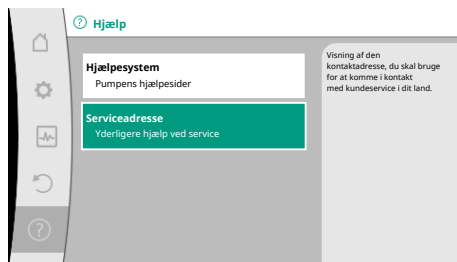 Hjælp
Hjælpesystem
Pumpens hjælpesider
Serviceadresse
Yderligere hjælp ved service
Visning af den
kontaktadresse, du skal bruge
for at komme i kontakt
med kundeservice i dit land.